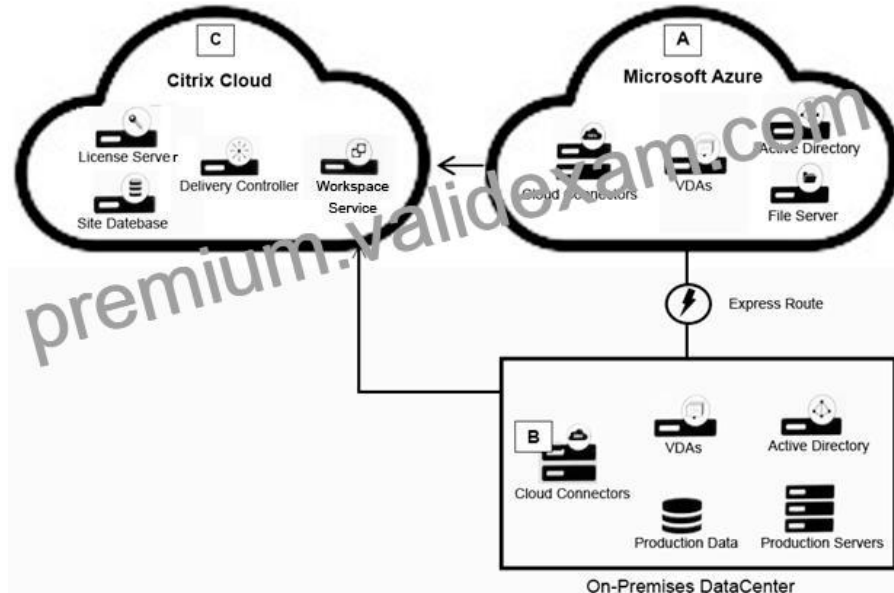 C
Citrix Cloud
License Server
Delivery Controller
Workspace
Service
Site Datebase
A
Microsoft Azure
Cloud Connectors
VDAs
Active Directory
File Server
premium.validexam.com
Express Route
B
Cloud Connectors
VDAs
Active Directory
Production Data
Production Servers
On-Premises DataCenter